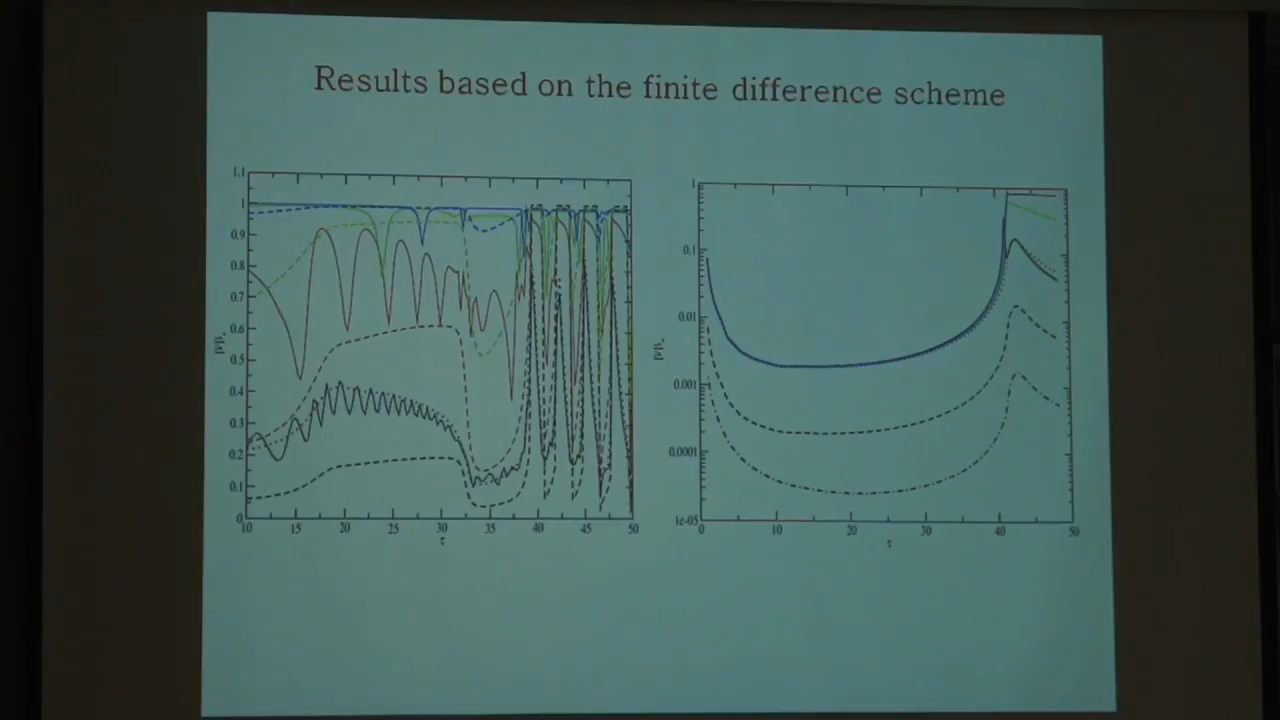 Results based on the finite difference scheme
1.1
1
0.9
0.8
0.7
0.6
0.5
0.4
0.3
0.2
0.1
0
10 15 20 25 30 35 40 45 50
τ
1
0.1
0.01
0.001
0.0001
1e-05
0 10 20 30 40 50
τ